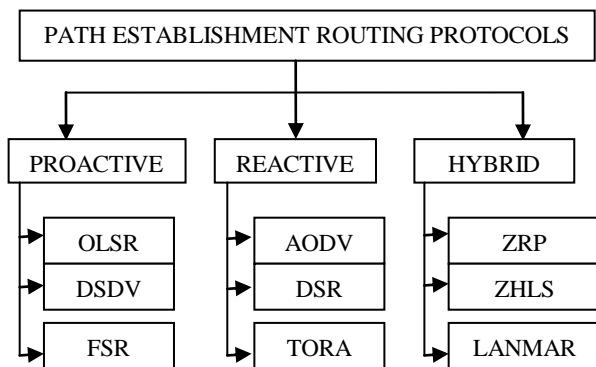 PATH ESTABLISHMENT ROUTING PROTOCOLS
PROACTIVE
REACTIVE
HYBRID
OLSR
AODV
ZRP
DSDV
DSR
ZHLS
FSR
TORA
LANMAR